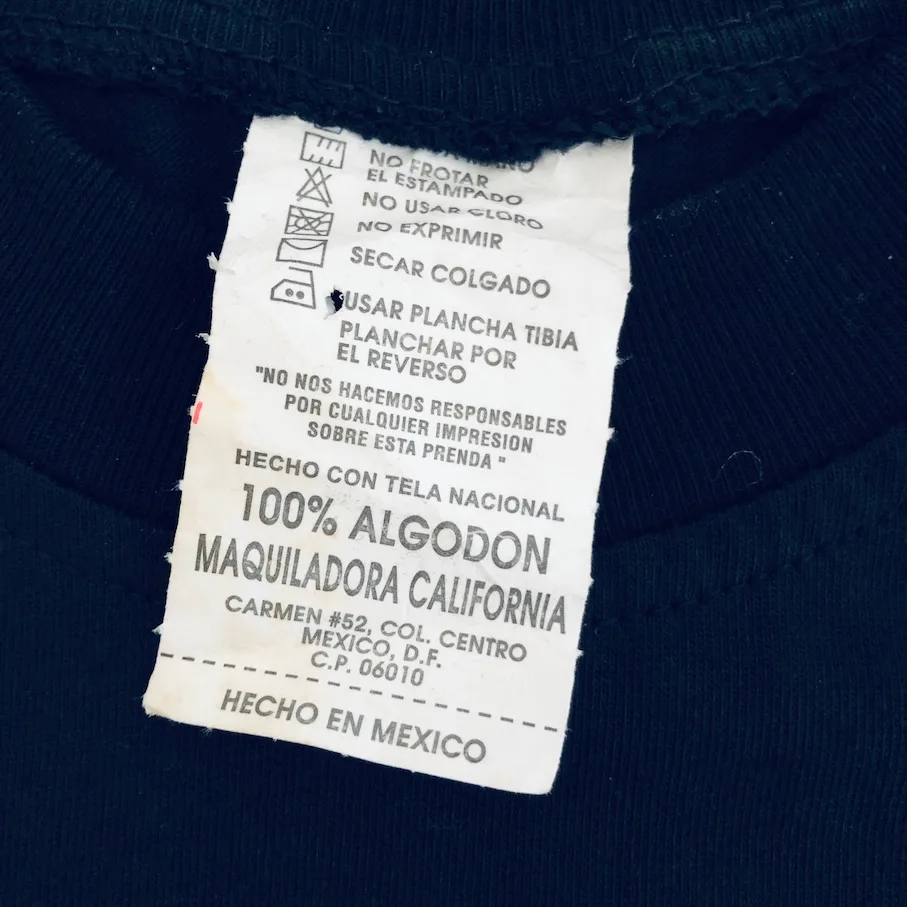 NO FROTAR
EL ESTAMPADO
NO USAR CLORO
NO EXPRIMIR
SECAR COLGADO
USAR PLANCHA TIBIA
PLANCHAR POR
EL REVERSO
"NO NOS HACEMOS RESPONSABLES
POR CUALQUIER IMPRESION
SOBRE ESTA PRENDA"
HECHO CON TELA NACIONAL
100% ALGODON
MAQUILADORA CALIFORNIA
CARMEN #52, COL. CENTRO
MEXICO, D.F.
C.P. 06010
HECHO EN MEXICO